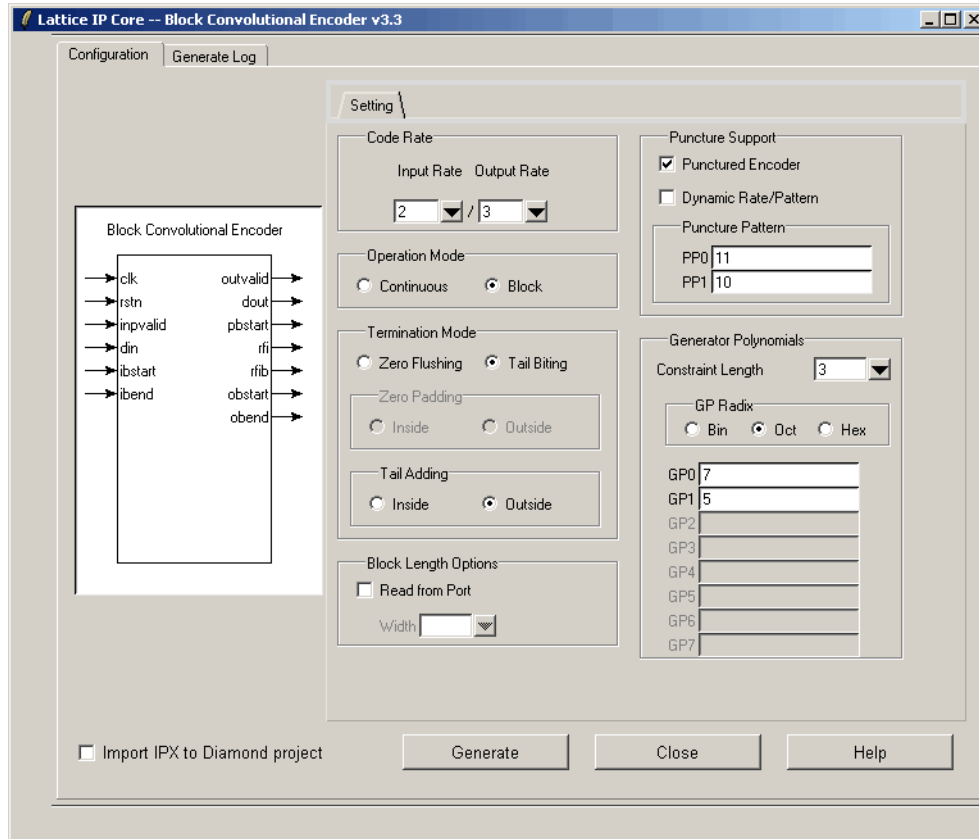 Lattice IP Core -- Block Convolutional Encoder v3.3
Configuration
Generate Log
Block Convolutional Encoder
clk
rstn
inpvalid
din
ibstart
ibend
outvalid
dout
pbstart
rfi
rfib
obstart
obend
Setting
Code Rate
Input Rate Output Rate
2 / 3
Operation Mode
Continuous Block
Termination Mode
Zero Flushing Tail Biting
Zero Padding
Inside Outside
Tail Adding
Inside Outside
Block Length Options
Read from Port
Width
Puncture Support
Punctured Encoder
Dynamic Rate/Pattern
Puncture Pattern
PP0 11
PP1 10
Generator Polynomials
Constraint Length 3
GP Radix
Bin Oct Hex
GP0 7
GP1 5
GP2
GP3
GP4
GP5
GP6
GP7
Import IPX to Diamond project
Generate
Close
Help